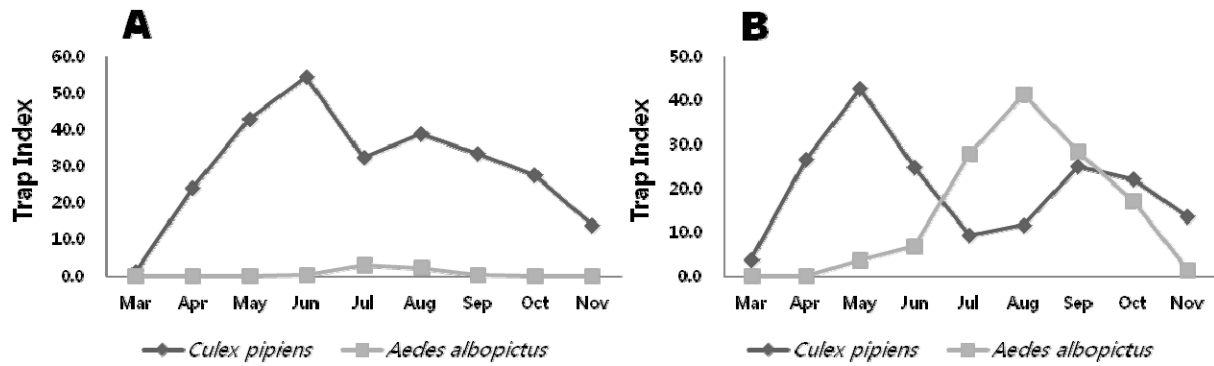 A
Trap Index
60.0
50.0
40.0
30.0
20.0
10.0
0.0
Mar Apr May Jun Jul Aug Sep Oct Nov
Culex pipiens Aedes albopictus
B
Trap Index
50.0
40.0
30.0
20.0
10.0
0.0
Mar Apr May Jun Jul Aug Sep Oct Nov
Culex pipiens Aedes albopictus